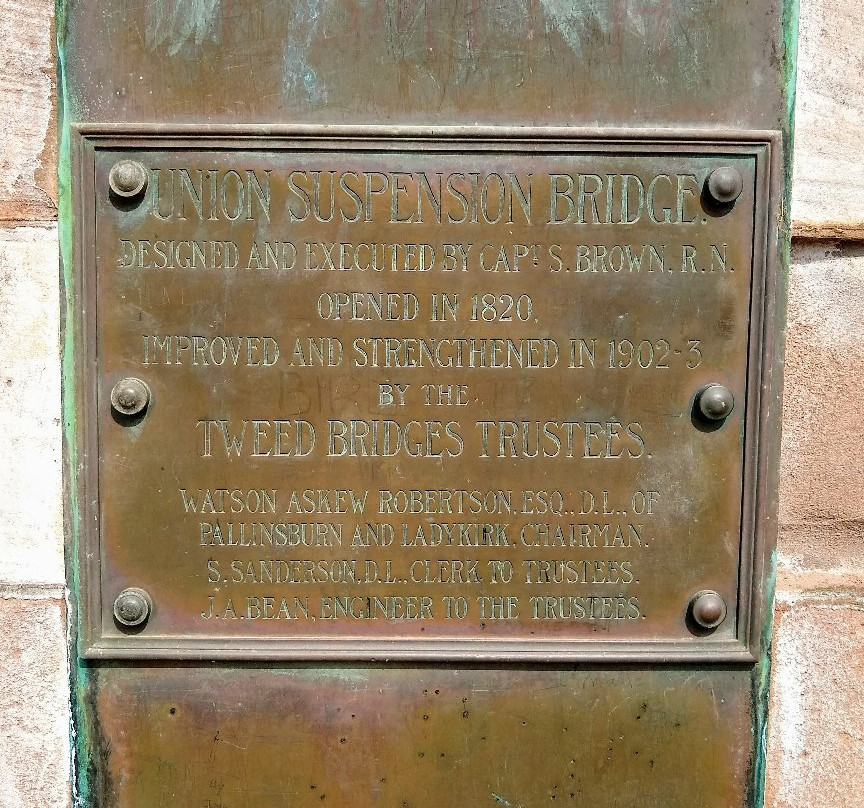 UNION SUSPENSION BRIDGE.
DESIGNED AND EXECUTED BY CAPT S. BROWN. R.N.
OPENED IN 1820,
IMPROVED AND STRENGTHENED IN 1902-3
BY THE
TWEED BRIDGES TRUSTEES.
WATSON ASKEW ROBERTSON, ESQ., D.L., OF
PALLINSBURN AND LADYKIRK, CHAIRMAN.
S. SANDERSON, D.L., CLERK TO TRUSTEES.
J.A. BEAN, ENGINEER TO THE TRUSTEES.